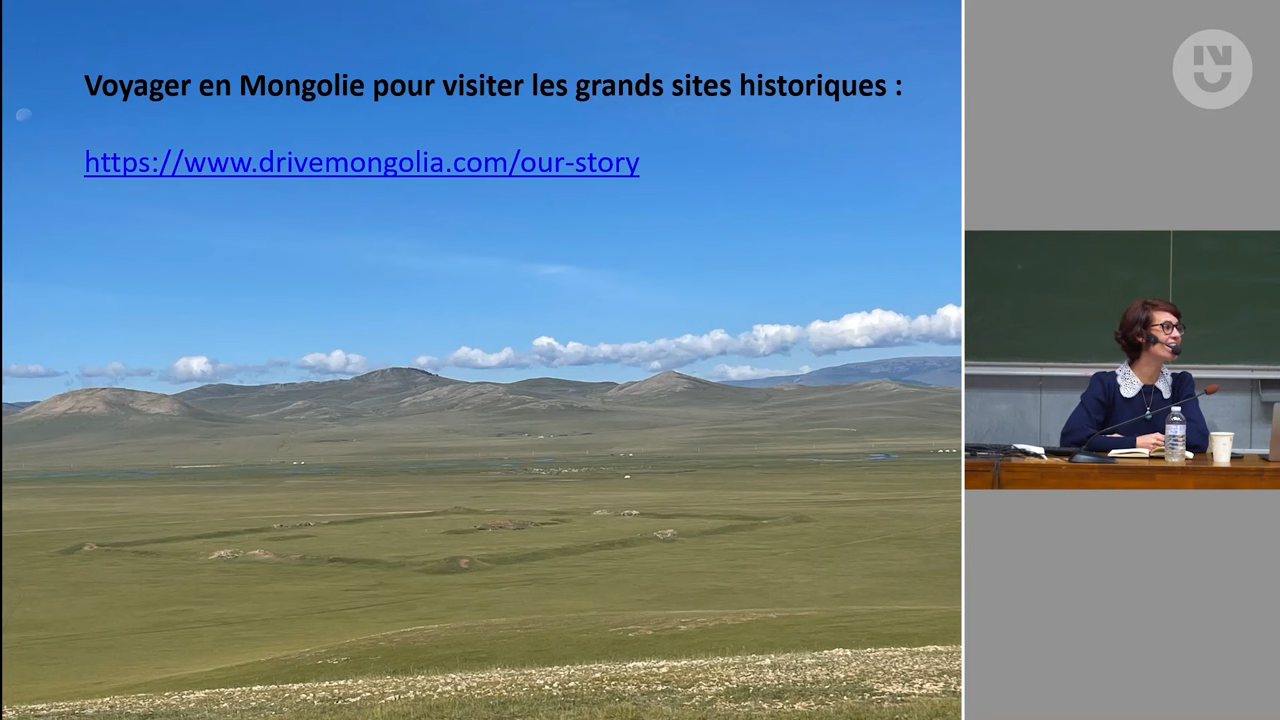 Voyager en Mongolie pour visiter les grands sites historiques :
https://www.drivemongolia.com/our-story